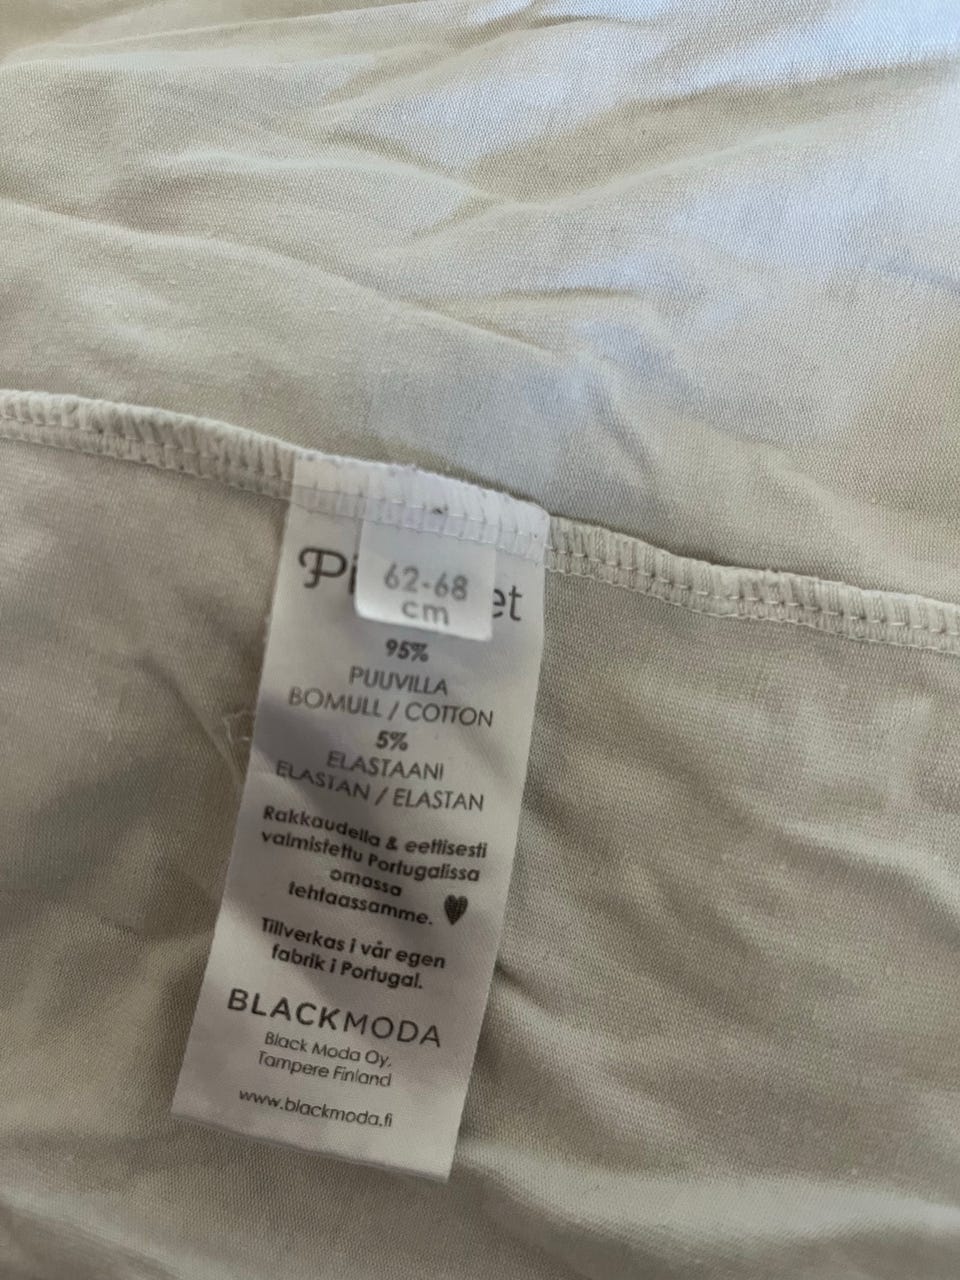 62-68
cm
95%
PUUVILLA
BOMULL / COTTON
5%
ELASTAANI
ELASTAN / ELASTAN
Rakkaudella & eettisesti
valmistettu Portugalissa
omassa
tehtaassamme.
Tillverkas i vår egen
fabrik i Portugal.
BLACKMODA
Black Moda Oy,
Tampere Finland
www.blackmoda.fi